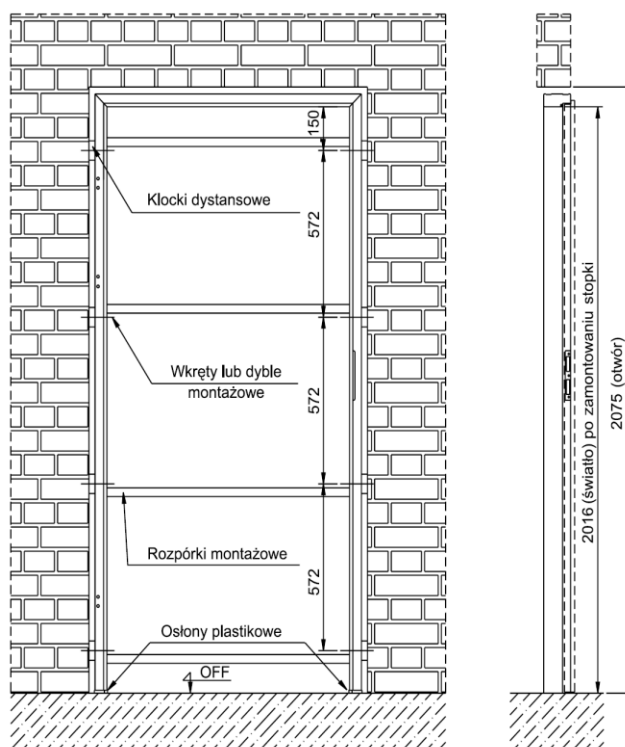 150
Klocki dystansowe
572
Wkręty lub dyble
montażowe
572
Rozpórki montażowe
572
Osłony plastikowe
OFF
2016 (światło) po zamontowaniu stopki
2075 (otwór)